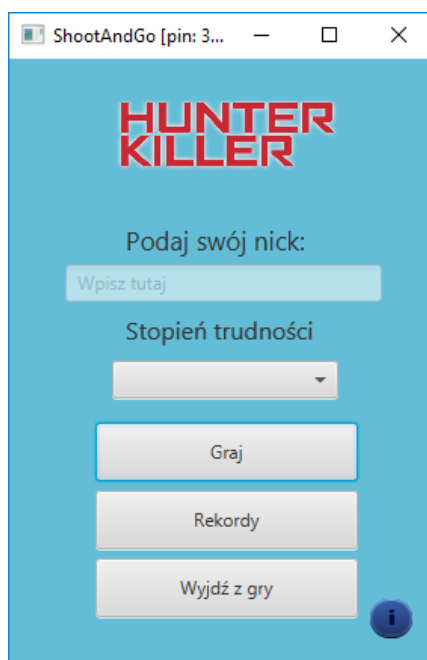 ShootAndGo [pin: 3...
HUNTER
KILLER
Podaj swój nick:
Wpisz tutaj
Stopień trudności
Graj
Rekordy
Wyjdź z gry
i